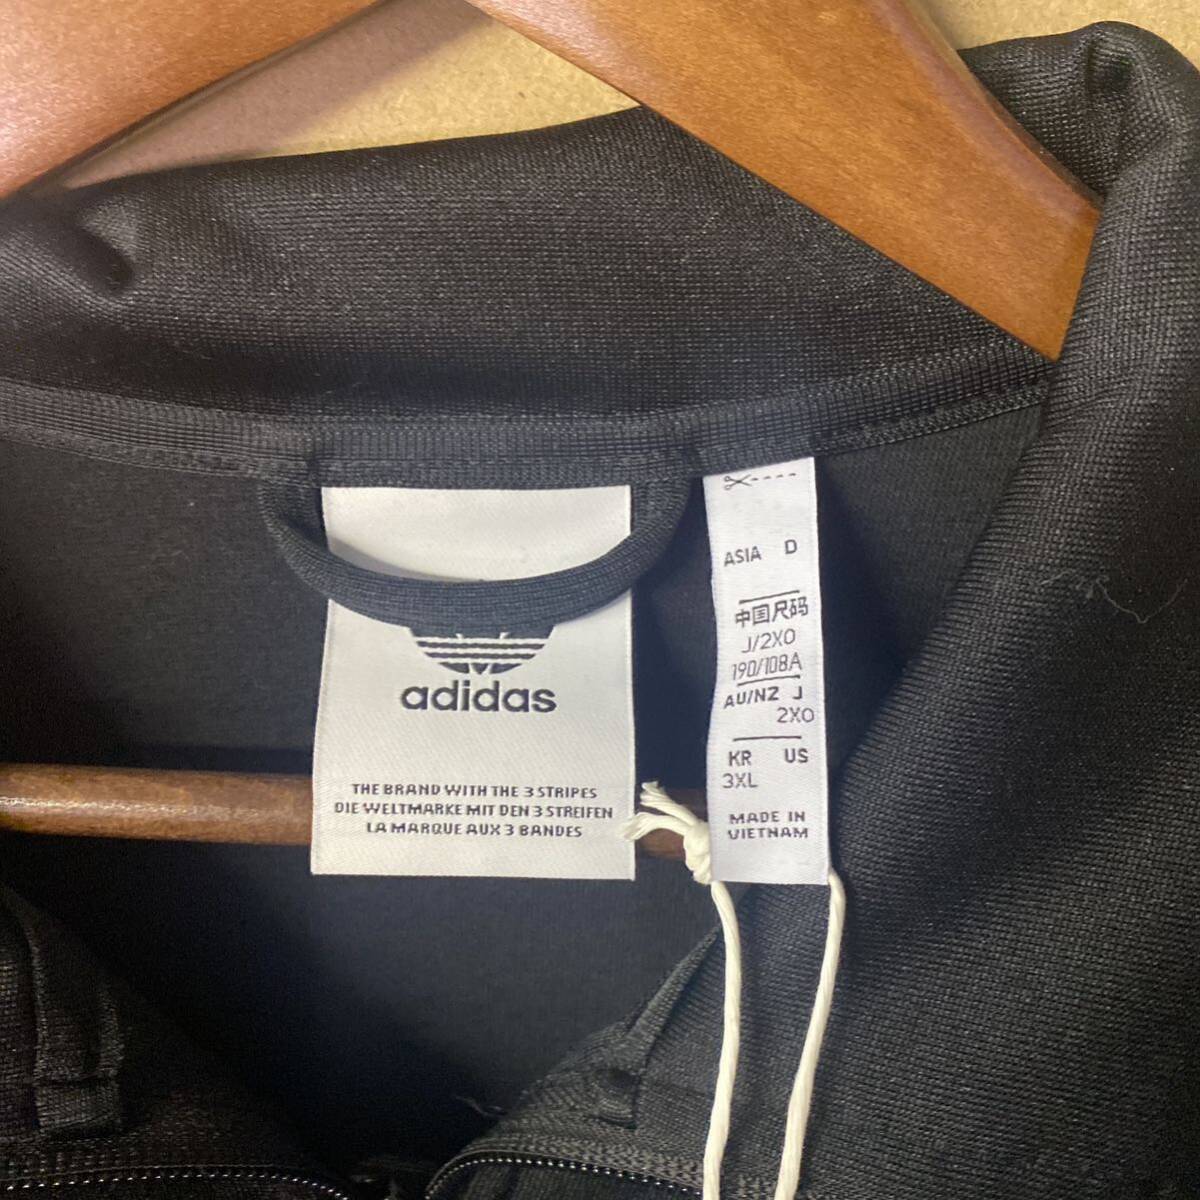 adidas
THE BRAND WITH THE 3 STRIPES
DIE WELTMARKE MIT DEN 3 STREIFEN
LA MARQUE AUX 3 BANDES
ASIA D
中国尺码
J/2XO
190/108A
AU/NZ J
2XO
KR US
3XL
MADE IN
VIETNAM